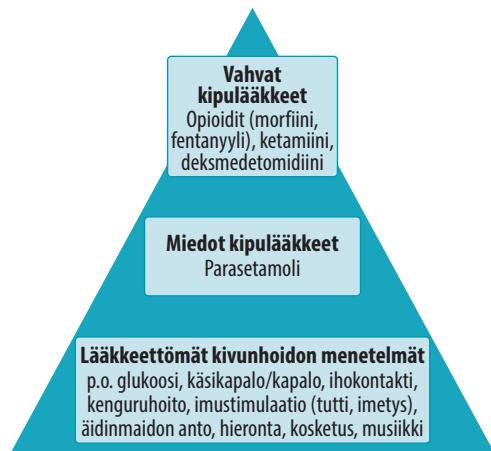 Vahvat
kipulääkkeet
Opioidit (morfiini,
fentanyyli), ketamiini,
deksmedetomidiini
Miedot kipulääkkeet
Parasetamoli
Lääkkeettömät kivunhoidon menetelmät
p.o. glukoosi, käsikapalo/kapalo, ihokontakti,
kenguruhoito, imustimulaatio (tutti, imetys),
äidinmaidon anto, hieronta, kosketus, musiikki